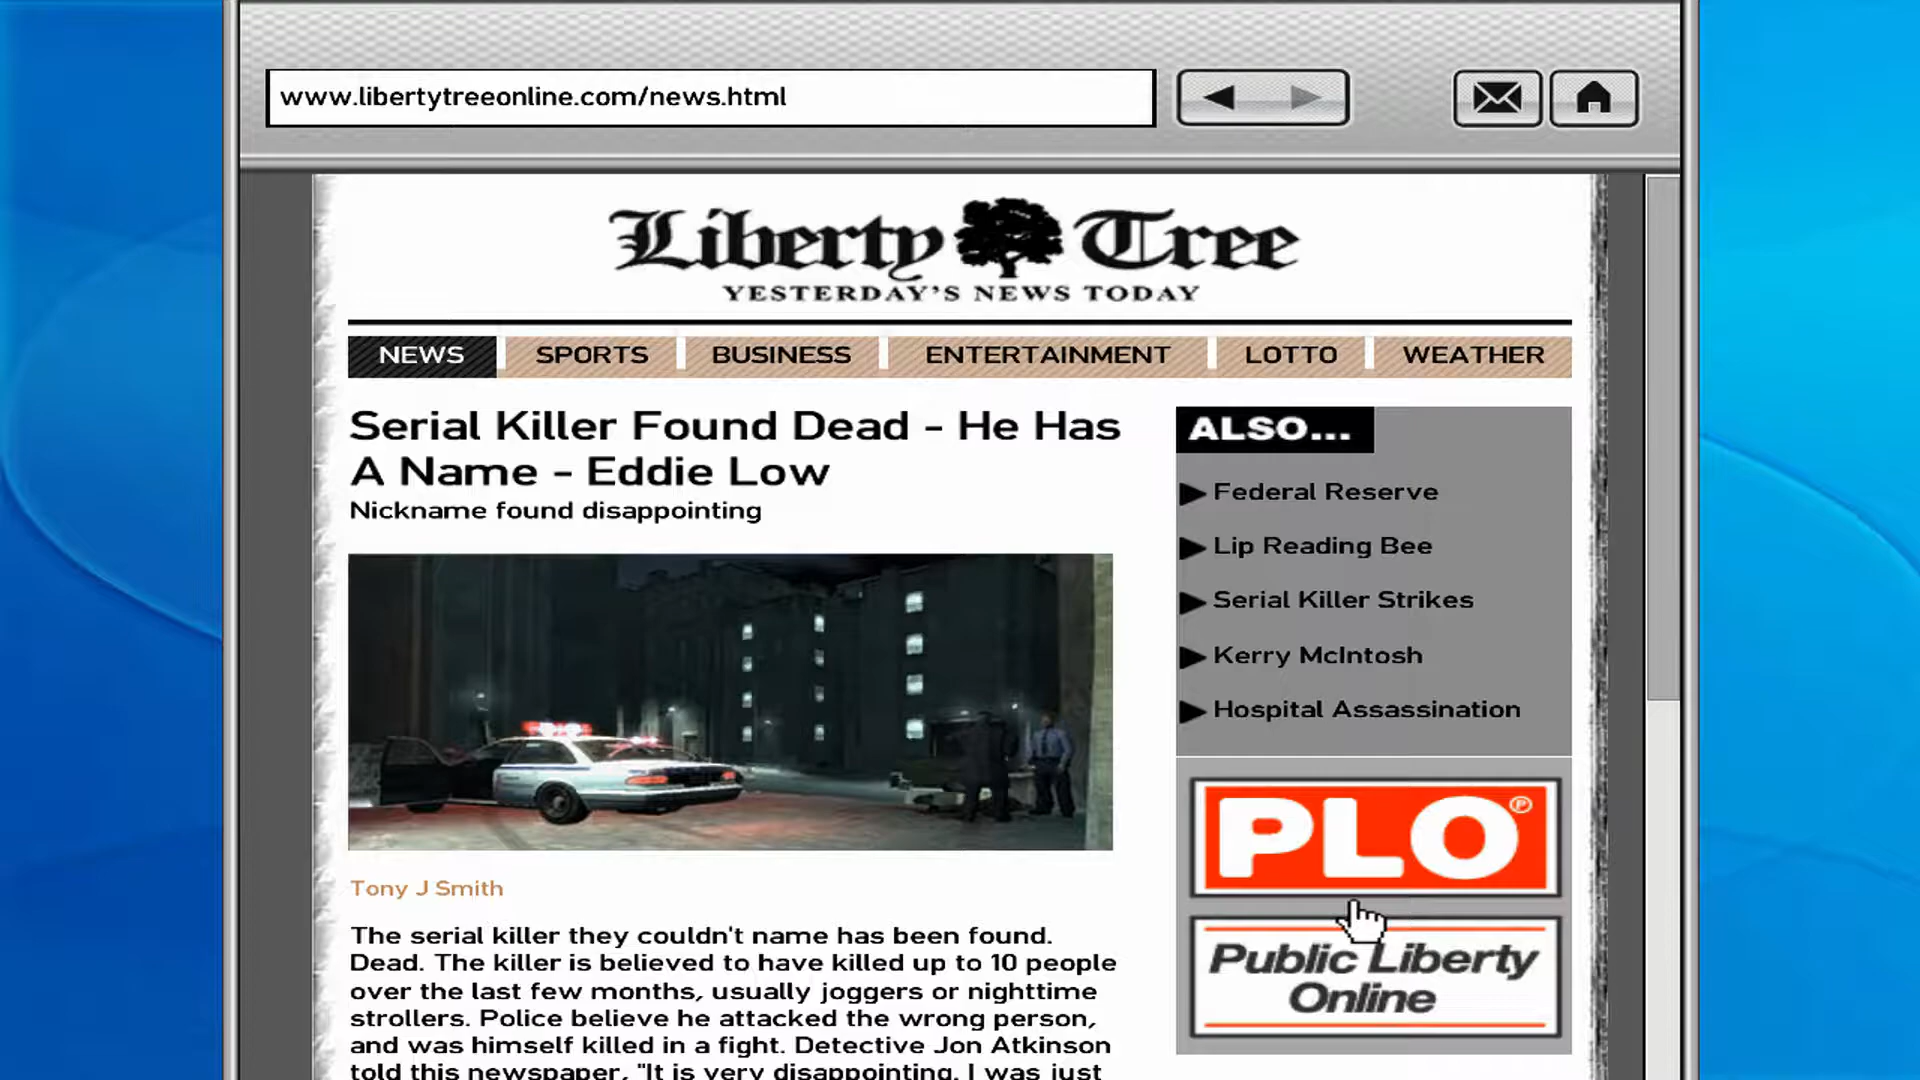 www.libertytreeonline.com/news.html
Liberty Tree
YESTERDAY'S NEWS TODAY
NEWS SPORTS BUSINESS ENTERTAINMENT LOTTO WEATHER
Serial Killer Found Dead - He Has
A Name - Eddie Low
Nickname found disappointing
Tony J Smith
The serial killer they couldn't name has been found.
Dead. The killer is believed to have killed up to 10 people
over the last few months, usually joggers or nighttime
strollers. Police believe he attacked the wrong person,
and was himself killed in a fight. Detective Jon Atkinson
told this newspaper, "It is very disappointing. I was just
ALSO...
Federal Reserve
Lip Reading Bee
Serial Killer Strikes
Kerry McIntosh
Hospital Assassination
PLO℗
Public Liberty
Online